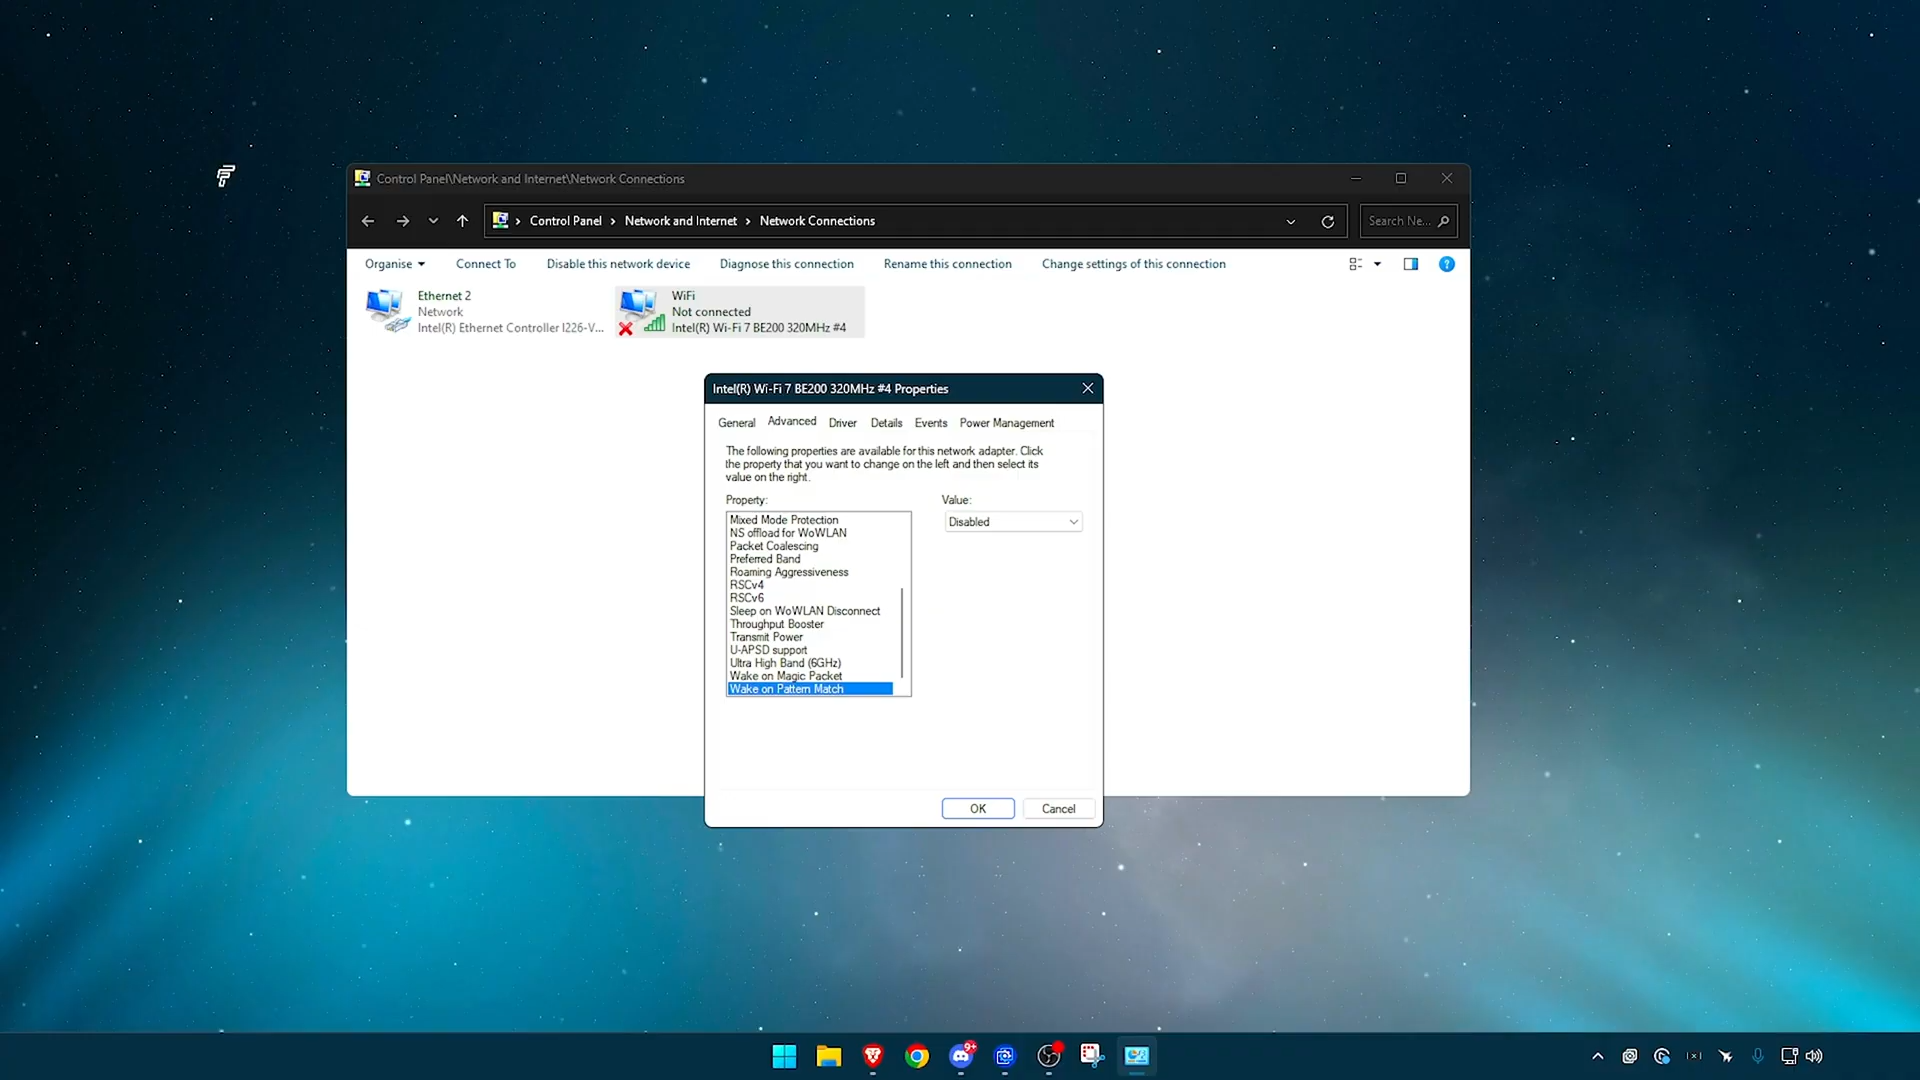 Control Panel\Network and Internet\Network Connections
Control Panel > Network and Internet > Network Connections
Search Ne...
Organise
Connect To
Disable this network device
Diagnose this connection
Rename this connection
Change settings of this connection
?
Ethernet 2
Network
Intel(R) Ethernet Controller I226-V...
WiFi
Not connected
Intel(R) Wi-Fi 7 BE200 320MHz #4
Intel(R) Wi-Fi 7 BE200 320MHz #4 Properties
General
Advanced
Driver
Details
Events
Power Management
The following properties are available for this network adapter. Click
the property that you want to change on the left and then select its
value on the right.
Property:
Value:
Disabled
Mixed Mode Protection
NS offload for WoWLAN
Packet Coalescing
Preferred Band
Roaming Aggressiveness
RSCv4
RSCv6
Sleep on WoWLAN Disconnect
Throughput Booster
Transmit Power
U-APSD support
Ultra High Band (6GHz)
Wake on Magic Packet
Wake on Pattern Match
OK
Cancel
9+